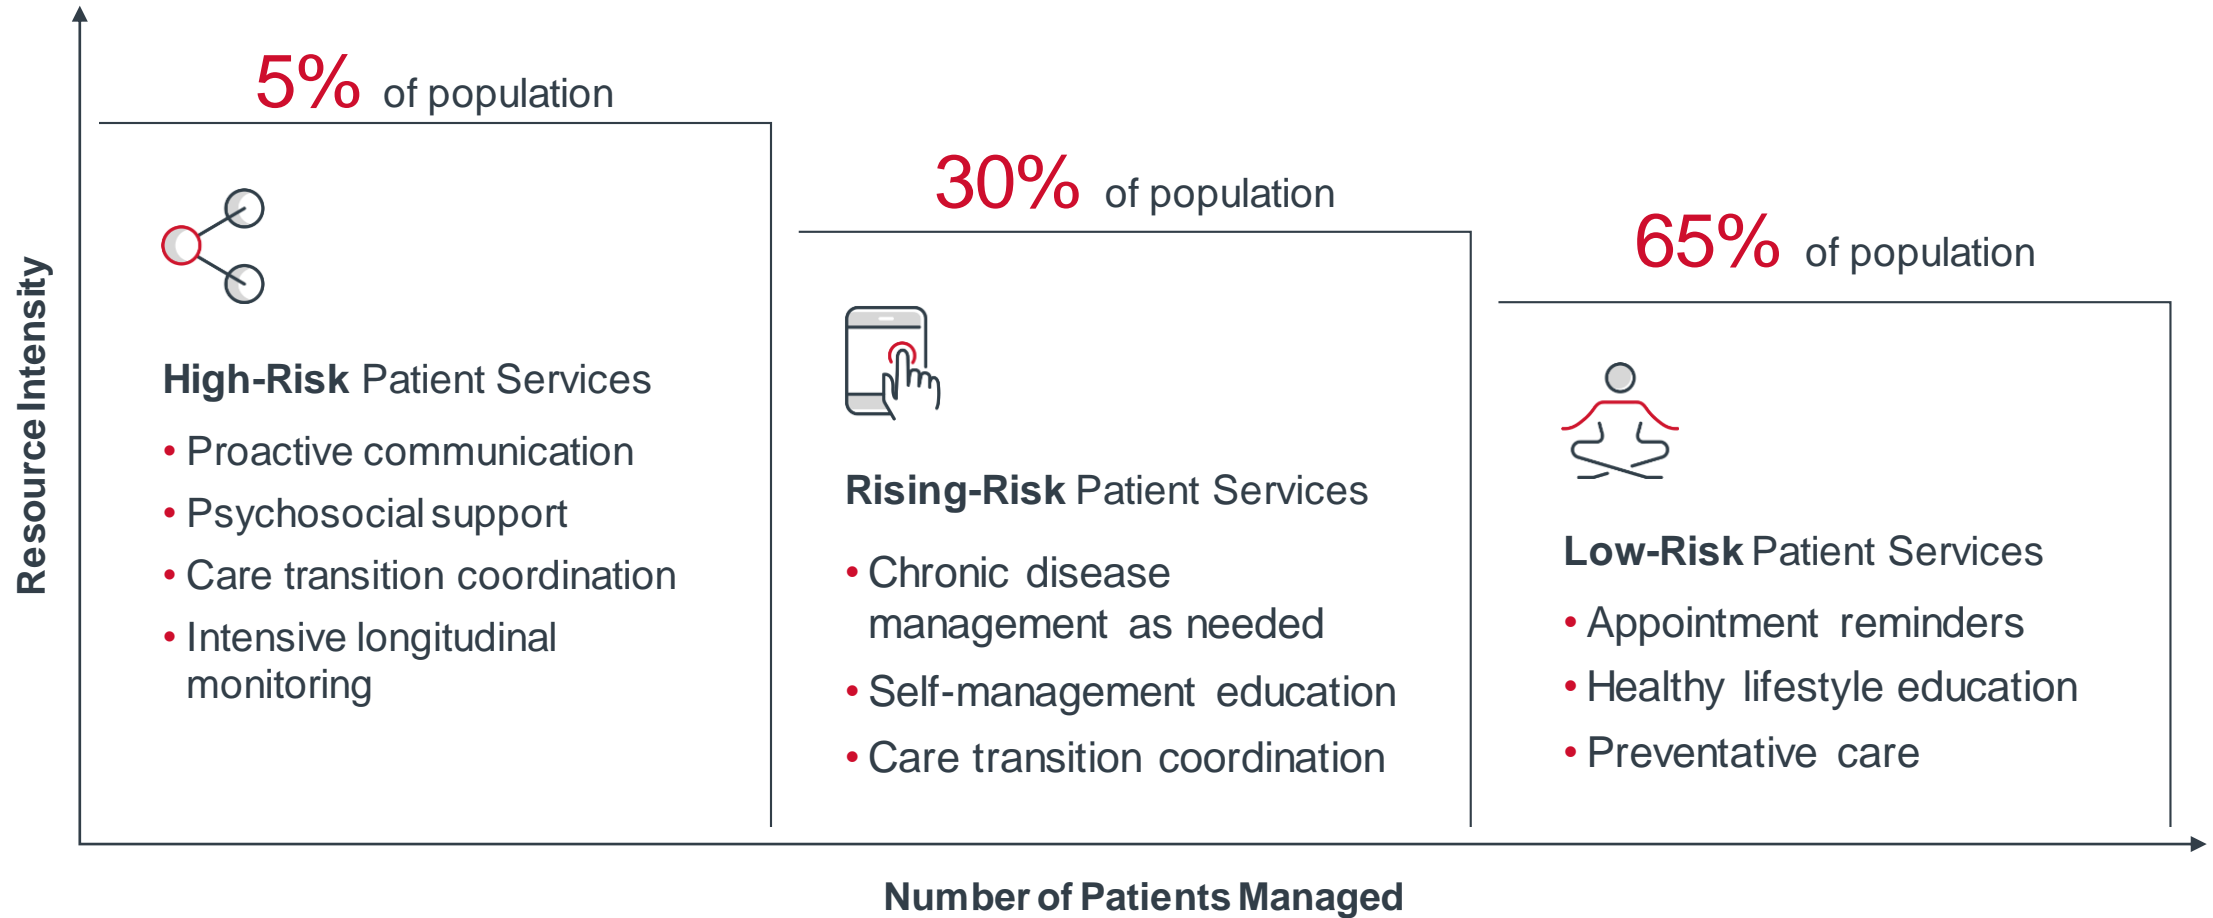 5% of population
High-Risk Patient Services
• Proactive communication
• Psychosocial support
• Care transition coordination
• Intensive longitudinal
monitoring
30% of population
Rising-Risk Patient Services
• Chronic disease
management as needed
• Self-management education
• Care transition coordination
65% of population
Low-Risk Patient Services
• Appointment reminders
• Healthy lifestyle education
• Preventative care
Resource Intensity
Number of Patients Managed